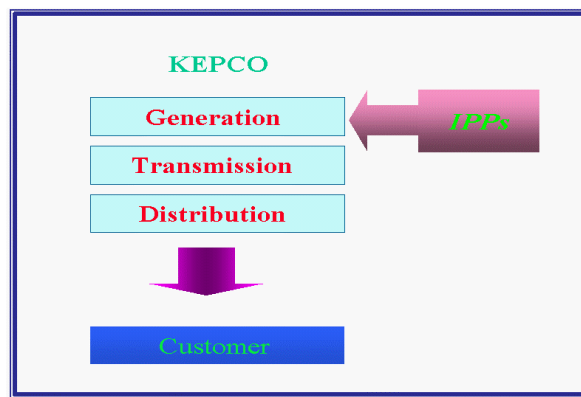 KEPCO
Generation
IPPs
Transmission
Distribution
Customer